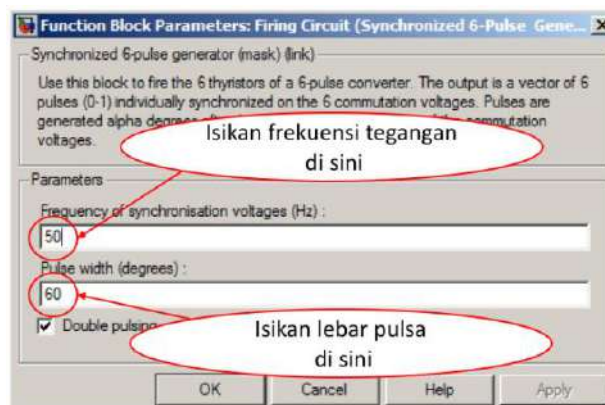 Function Block Parameters: Firing Circuit (Synchronized 6-Pulse Gene...
Synchronized 6-pulse generator (mask) (link)
Use this block to fire the 6 thyristors of a 6-pulse converter. The output is a vector of 6
pulses (0-1) individually synchronized on the 6 commutation voltages. Pulses are
generated alpha degrees
commutation
voltages.
Isikan frekuensi tegangan
di sini
Parameters
Frequency of synchronisation voltages (Hz) :
50
Pulse width (degrees) :
60
Double pulsing
Isikan lebar pulsa
di sini
OK Cancel Help Apply